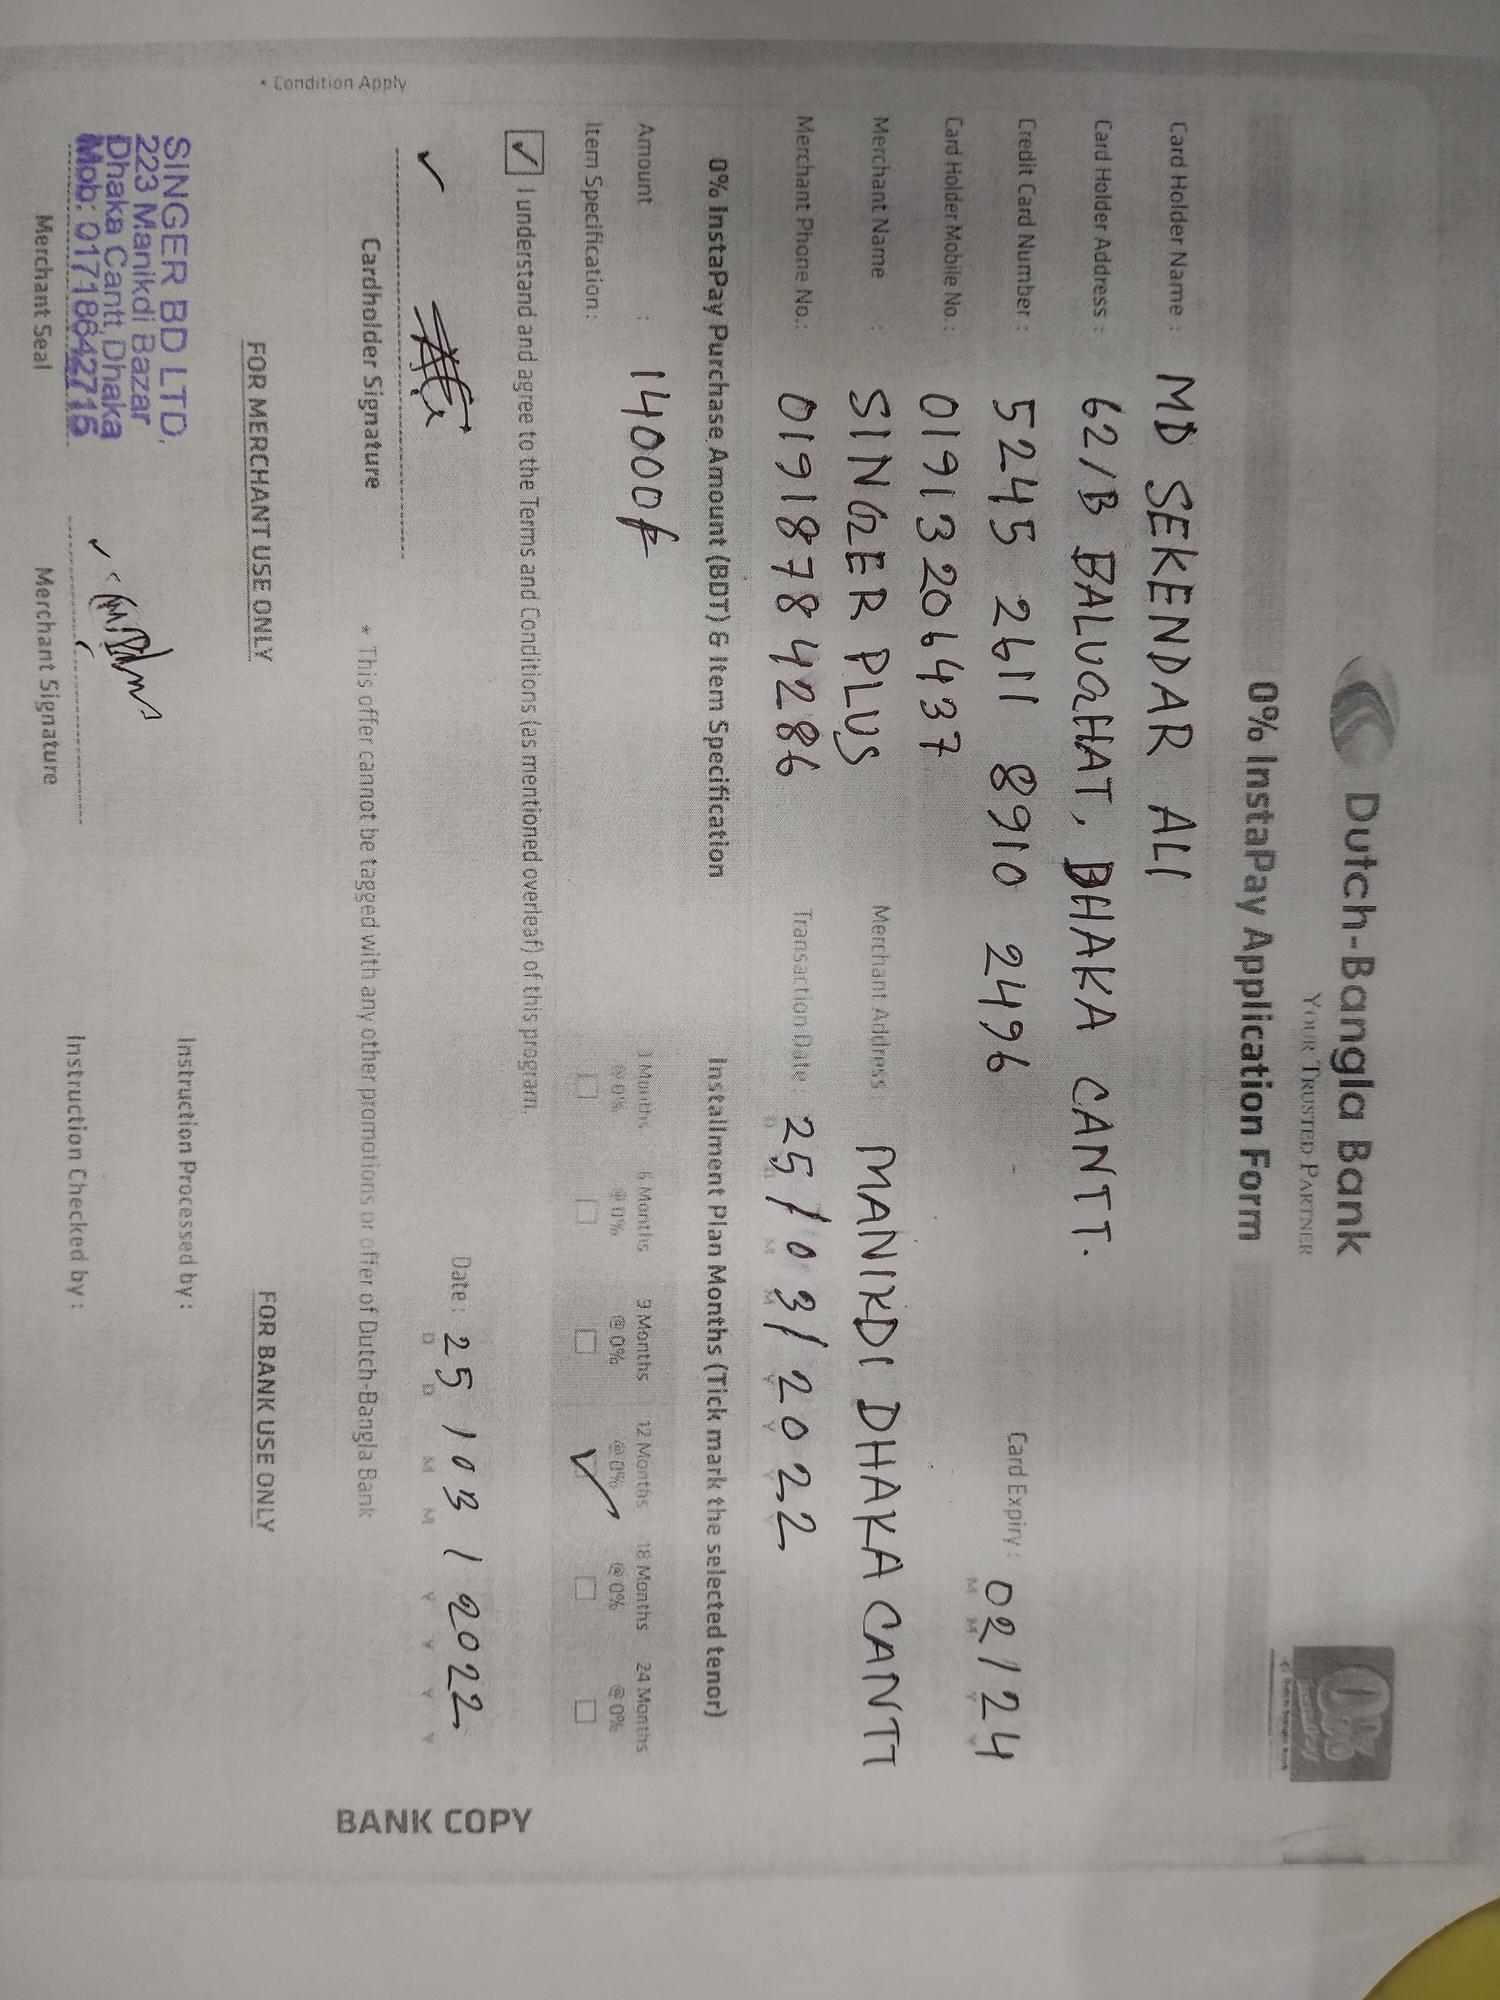 Dutch-Bangla Bank
YOUR TRUSTED PARTNER
0%
0% InstaPay Application Form
Card Holder Name : MD SEKENDAR ALI
Card Holder Address : 62/B BALUGHAT, DHAKA CANTT.
Credit Card Number : 5245 2611 8910 2496 Card Expiry : 02/24
Card Holder Mobile No.: 01913206437
Merchant Name : SINGER PLUS Merchant Address MANIKDI DHAKA CANTT
Merchant Phone No.: 01918784286 Transaction Date : 25/03/2022
0% InstaPay Purchase Amount (BDT) & Item Specification Installment Plan Months (Tick mark the selected tenor)
Amount : 14000/- 3 Months 6 Months 9 Months 12 Months 18 Months 24 Months
@ 0% @ 0% @ 0% @ 0% @ 0% @ 0%
Item Specification : ✓
✓ I understand and agree to the Terms and Conditions (as mentioned overleaf) of this program.
Date : 25/03/2022
D D M M Y Y Y Y
Cardholder Signature
* This offer cannot be tagged with any other promotions or offer of Dutch-Bangla Bank
* Condition Apply
BANK COPY
FOR MERCHANT USE ONLY FOR BANK USE ONLY
SINGER BD LTD.
223 Manikdi Bazar
Dhaka Cantt, Dhaka
Mob: 01718642716
Instruction Processed by :
Merchant Seal Merchant Signature Instruction Checked by :